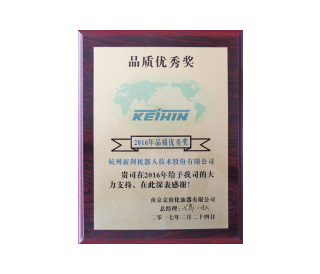 品质优秀奖
KEIHIN
2016年品质优秀奖
杭州新剑机器人技术股份有限公司
贵司在2016年给予我司的大
力支持、在此深表感谢!
南京京滨化油器有限公司
总经理:
二零一七年二月二十四日